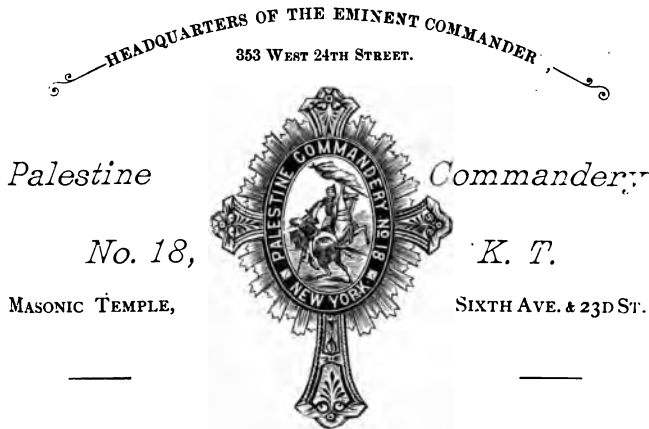 HEADQUARTERS OF THE EMINENT COMMANDER,
353 WEST 24TH STREET.
PALESTINE COMMANDERY No 18
NEW YORK
Palestine Commandery
No. 18, K. T.
MASONIC TEMPLE, SIXTH AVE. & 23D ST.